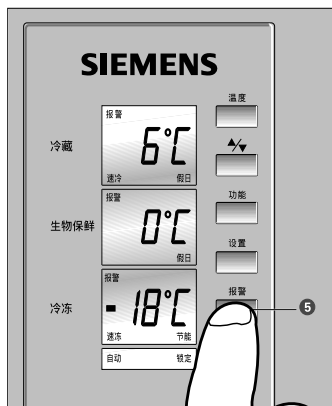 SIEMENS
温度
报警
冷藏
6°C
速冷 假日
功能
报警
生物保鲜
0°C
假日
设置
报警
冷冻
-18°C
速冻 节能
报警
5
自动 锁定